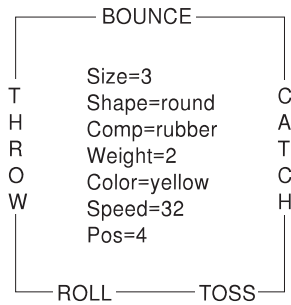 BOUNCE
THROW
Size=3
Shape=round
Comp=rubber
Weight=2
Color=yellow
Speed=32
Pos=4
CATCH
ROLL
TOSS